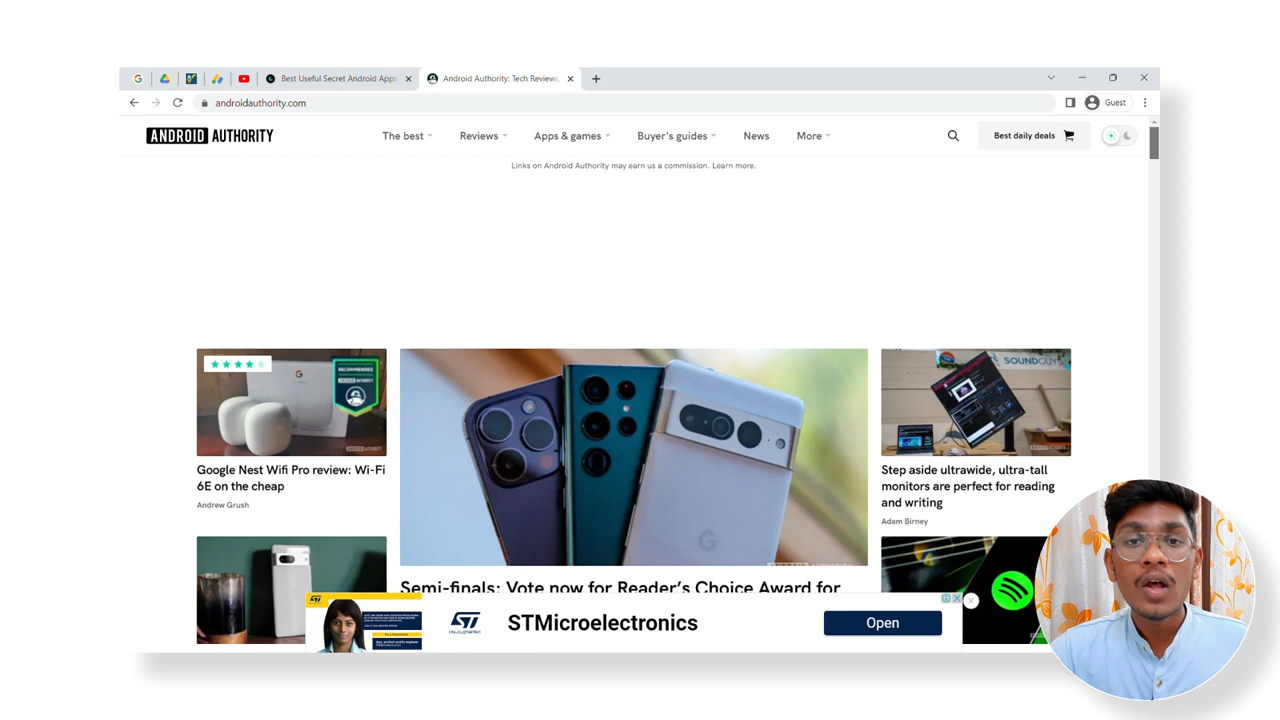 Best Useful Secret Android Apps
Android Authority: Tech Reviews,
androidauthority.com
Guest
ANDROID AUTHORITY
The best
Reviews
Apps & games
Buyer's guides
News
More
Best daily deals
Links on Android Authority may earn us a commission. Learn more.
Google Nest Wifi Pro review: Wi-Fi
6E on the cheap
Andrew Grush
Semi-finals: Vote now for Reader's Choice Award for
SOUNDGUYS
Step aside ultrawide, ultra-tall
monitors are perfect for reading
and writing
Adam Birney
STMicroelectronics
Open